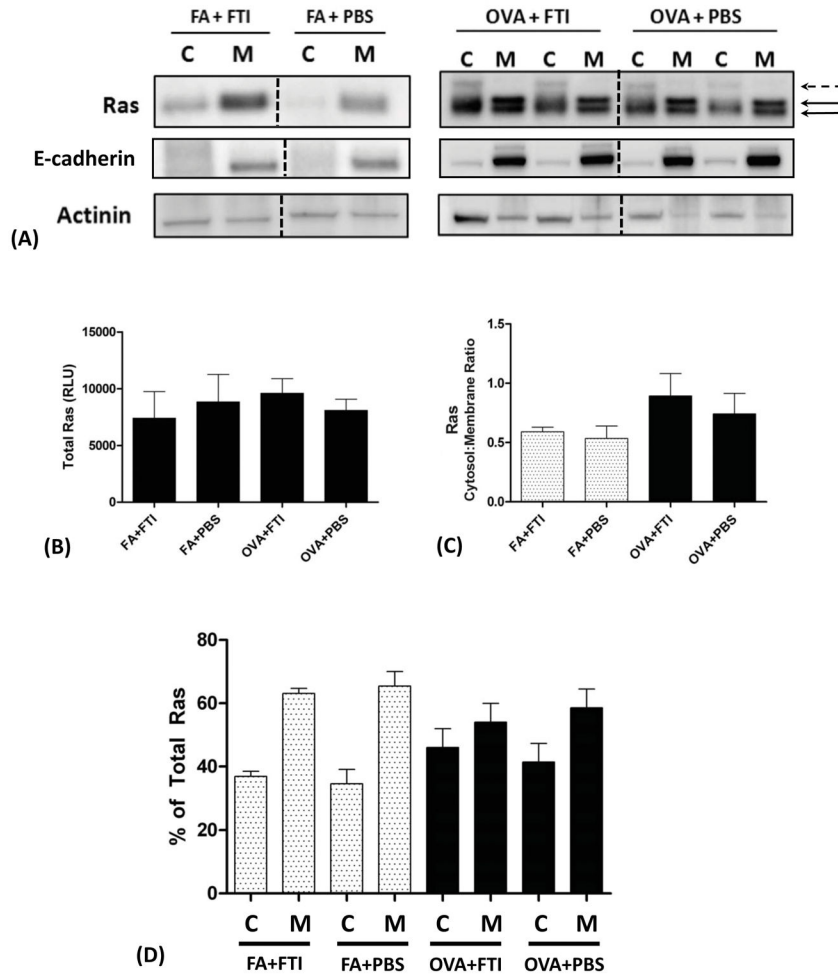 FA+FTI FA+PBS OVA+FTI OVA+PBS
C M C M C M C M C M C M
Ras
E-cadherin
Actinin
(A)
15000
10000
5000
0
Total Ras (RLU)
FA+FTI FA+PBS OVA+FTI OVA+PBS
(B)
1.5
1.0
0.5
0.0
Ras
Cytosol:Membrane Ratio
FA+FTI FA+PBS OVA+FTI OVA+PBS
(C)
80
60
40
20
0
% of Total Ras
C M C M C M C M
FA+FTI FA+PBS OVA+FTI OVA+PBS
(D)